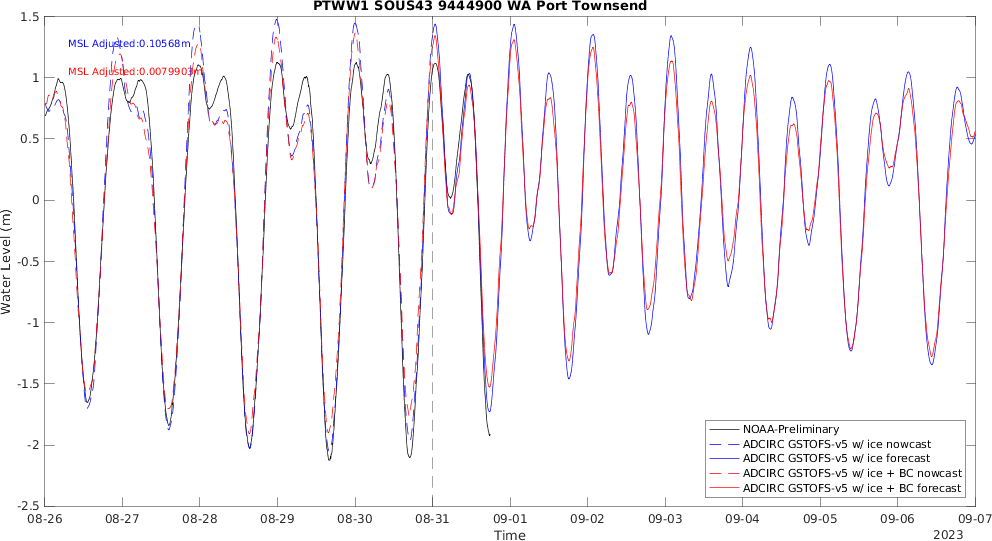 PTWW1 SOUS43 9444900 WA Port Townsend
MSL Adjusted:0.10568m
MSL Adjusted:0.0079903m
Water Level (m)
1.5
1
0.5
0
-0.5
-1
-1.5
-2
-2.5
NOAA-Preliminary
ADCIRC GSTOFS-v5 w/ ice nowcast
ADCIRC GSTOFS-v5 w/ ice forecast
ADCIRC GSTOFS-v5 w/ ice + BC nowcast
ADCIRC GSTOFS-v5 w/ ice + BC forecast
08-26 08-27 08-28 08-29 08-30 08-31 09-01 09-02 09-03 09-04 09-05 09-06 09-07
Time
2023